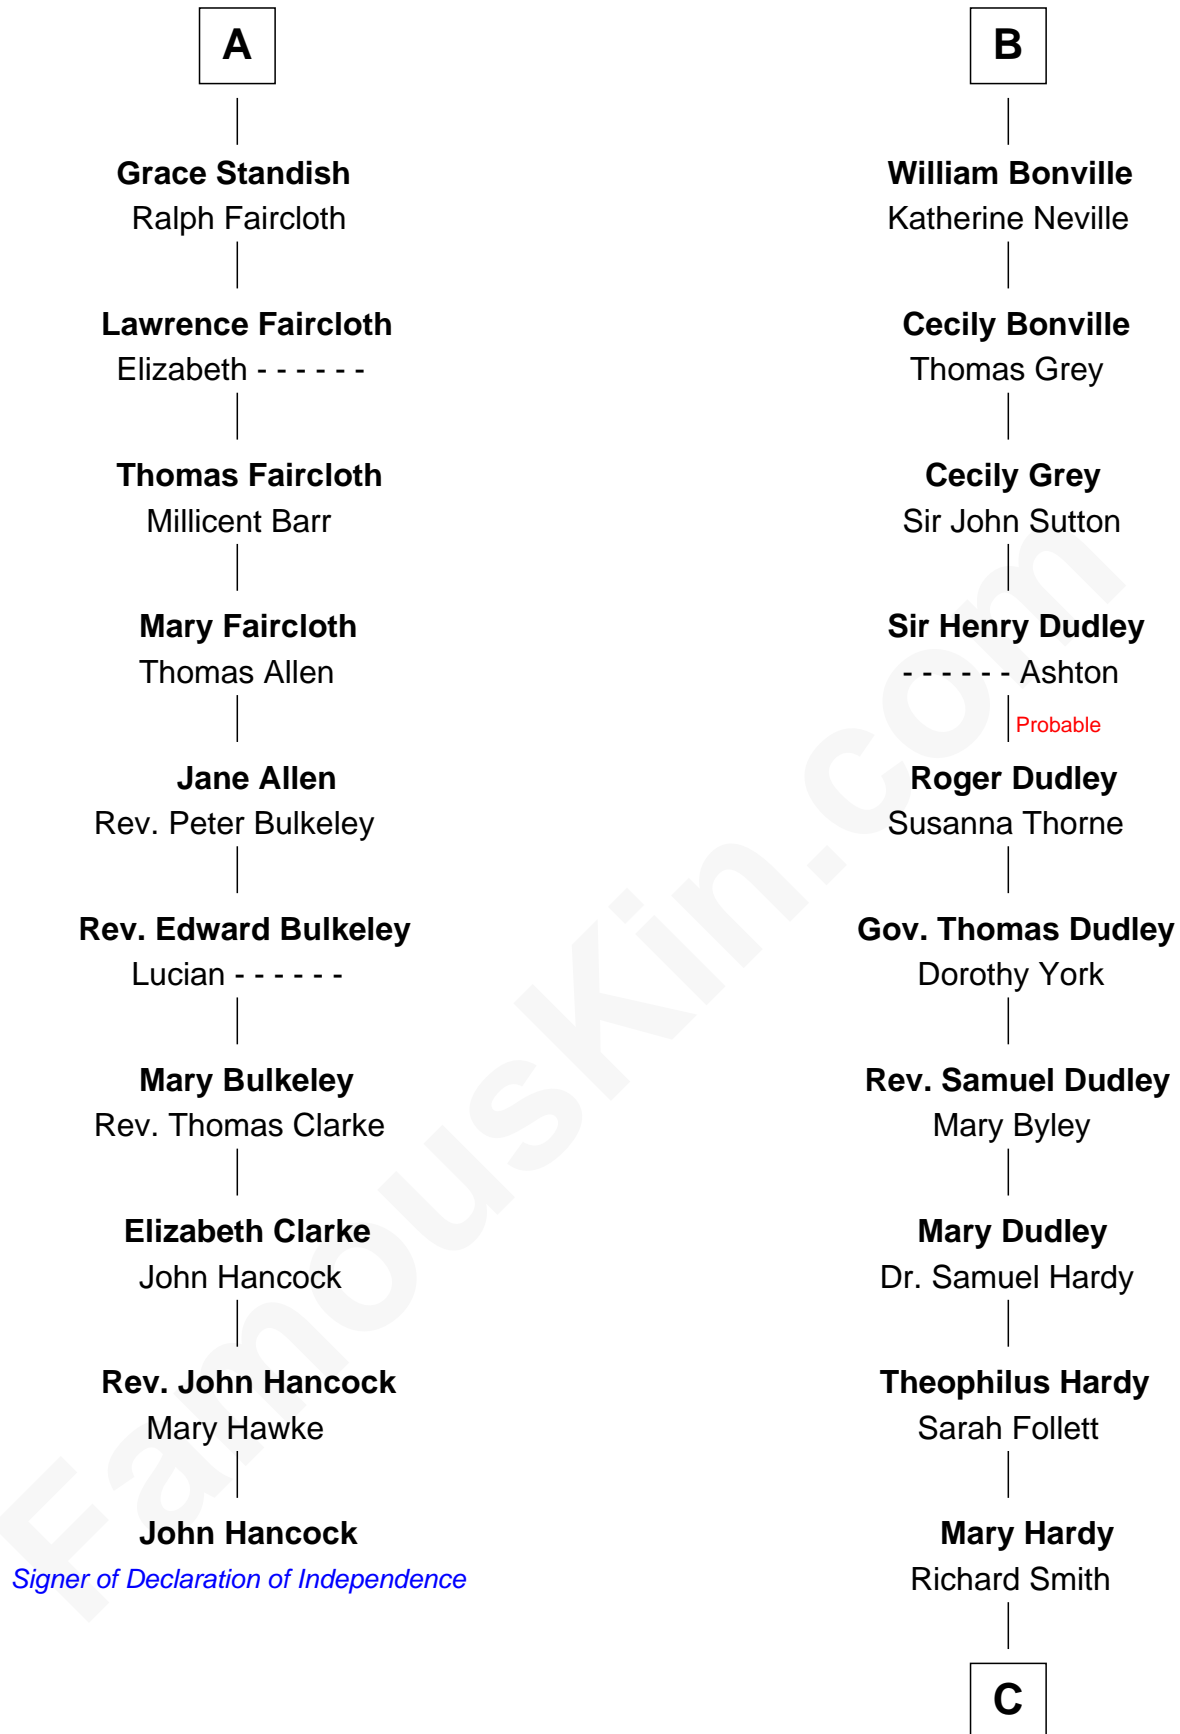 A
Grace Standish
Ralph Faircloth
Lawrence Faircloth
Elizabeth - - - - - -
Thomas Faircloth
Millicent Barr
Mary Faircloth
Thomas Allen
Jane Allen
Rev. Peter Bulkeley
Rev. Edward Bulkeley
Lucian - - - - - -
Mary Bulkeley
Rev. Thomas Clarke
Elizabeth Clarke
John Hancock
Rev. John Hancock
Mary Hawke
John Hancock
Signer of Declaration of Independence
B
William Bonville
Katherine Neville
Cecily Bonville
Thomas Grey
Cecily Grey
Sir John Sutton
Sir Henry Dudley
- - - - - - Ashton
Probable
Roger Dudley
Susanna Thorne
Gov. Thomas Dudley
Dorothy York
Rev. Samuel Dudley
Mary Byley
Mary Dudley
Dr. Samuel Hardy
Theophilus Hardy
Sarah Follett
Mary Hardy
Richard Smith
C
FamousKin.com